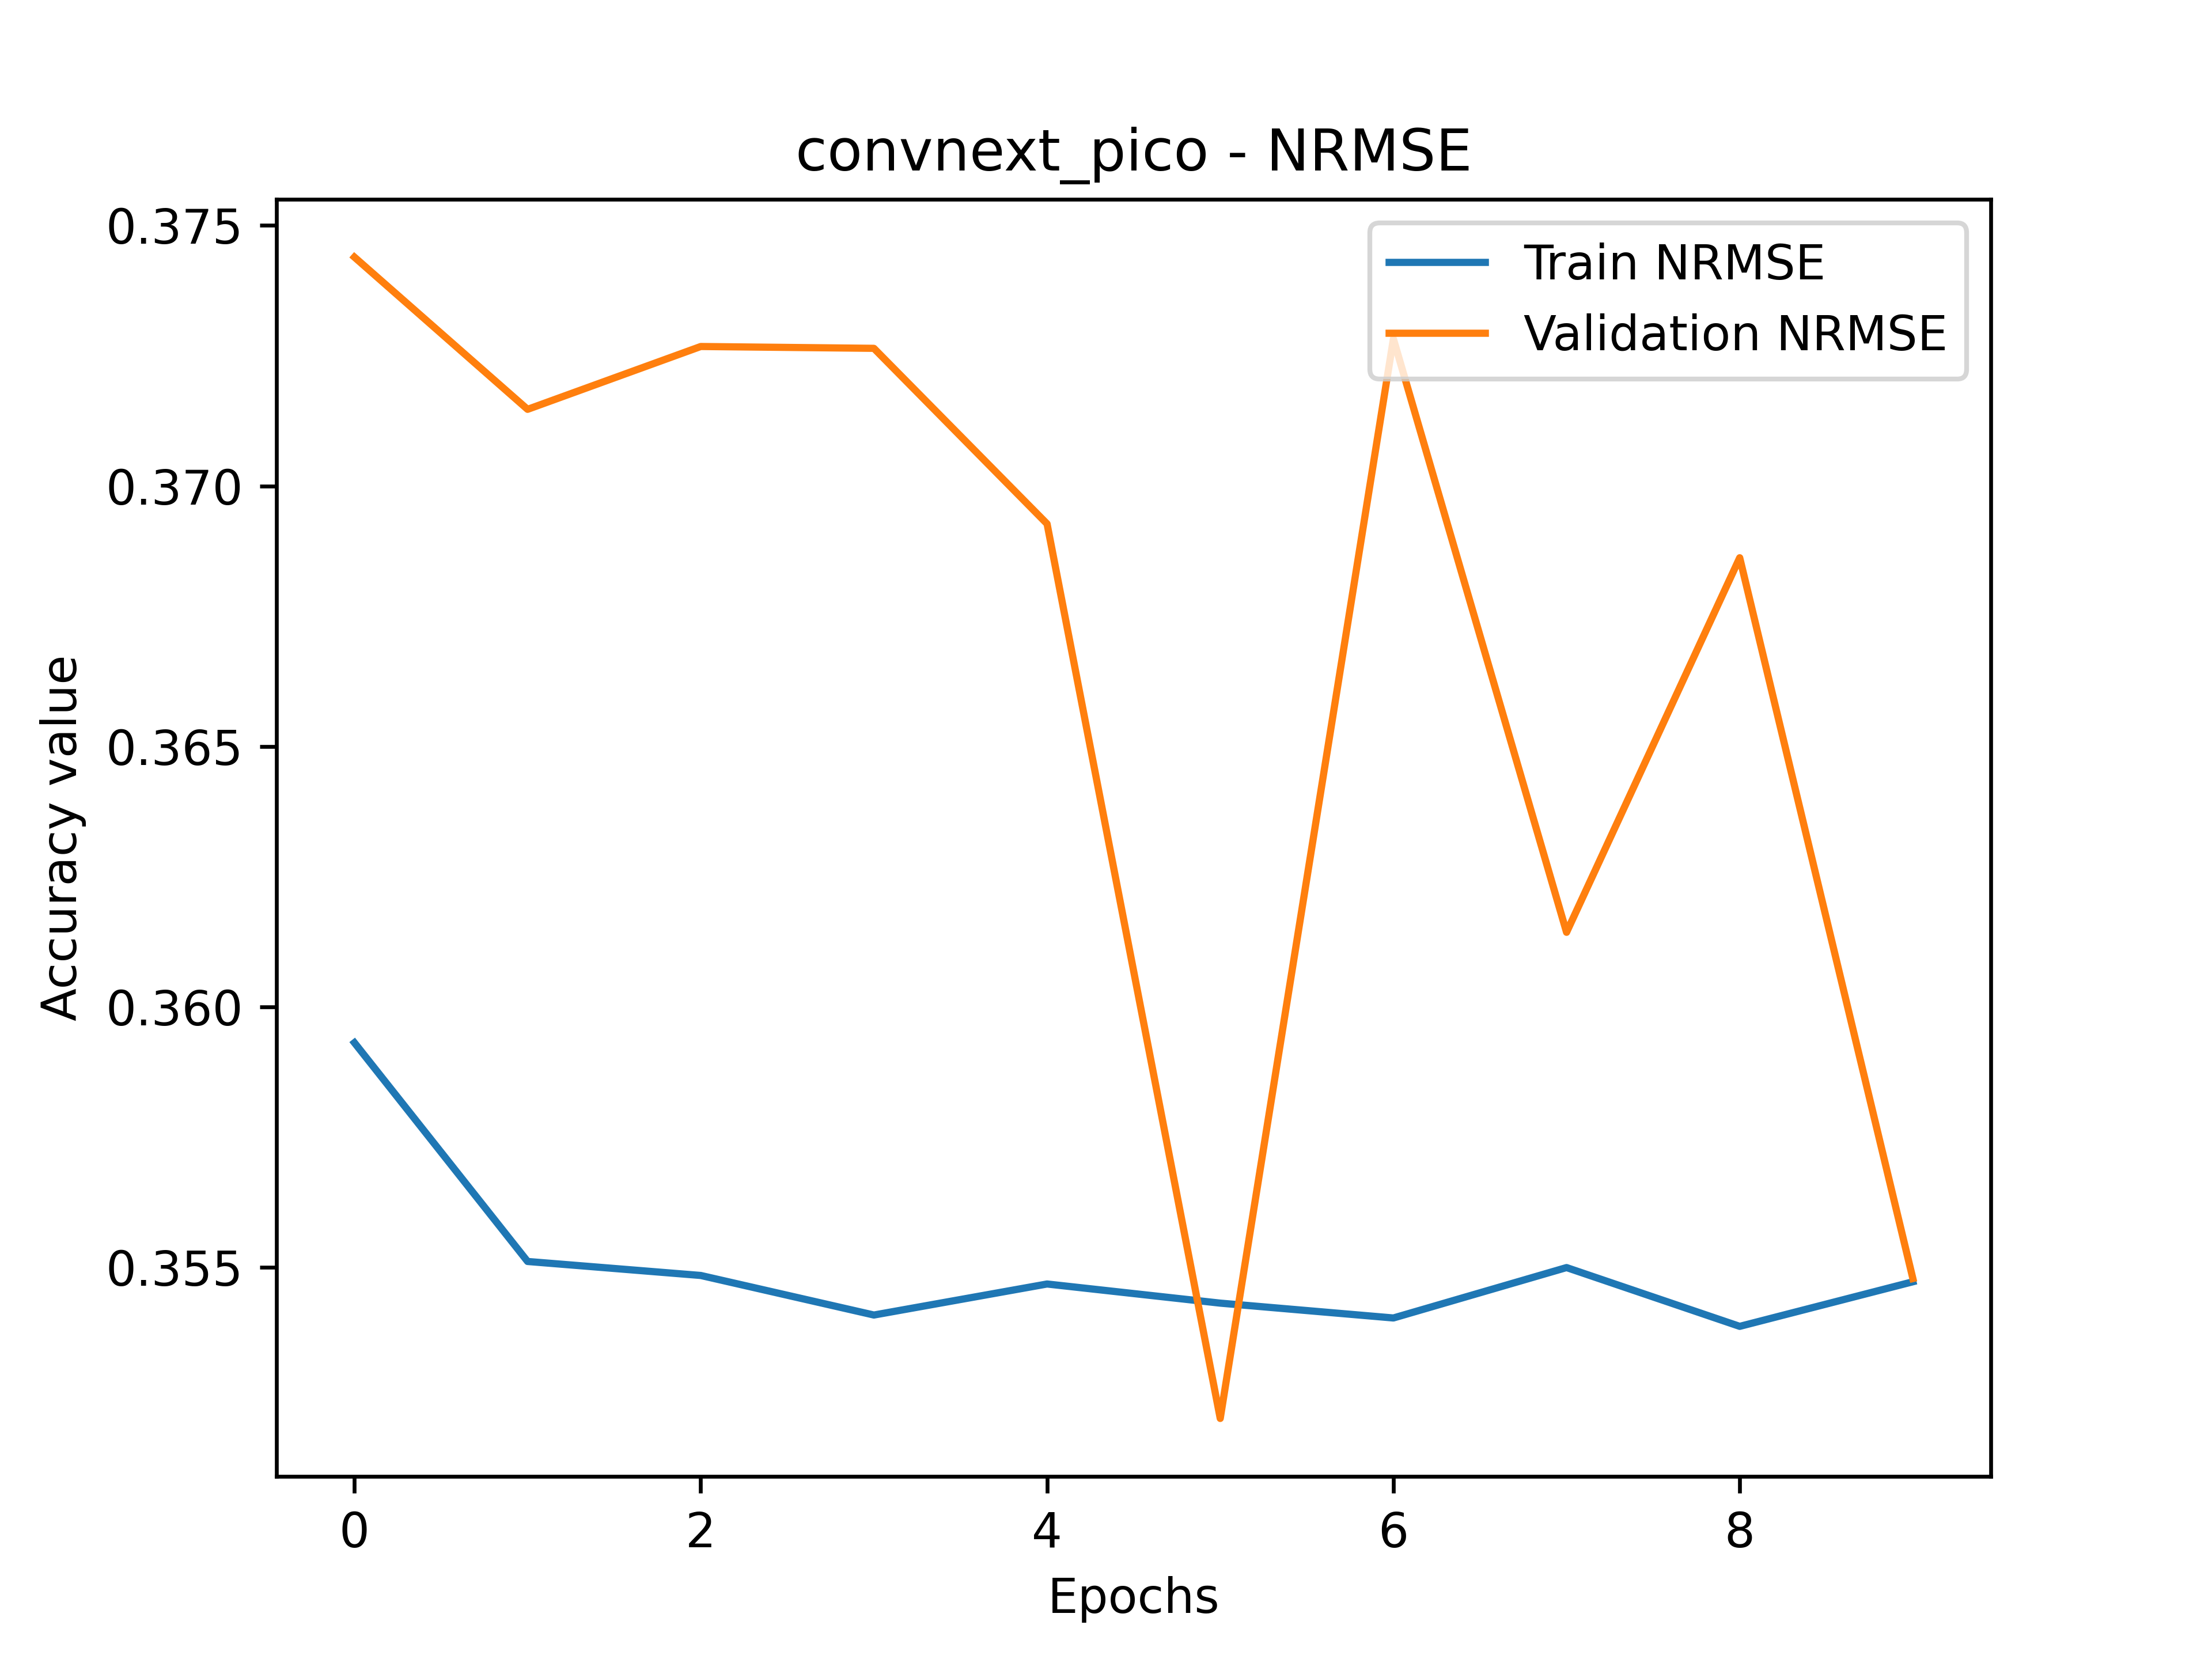 convnext_pico - NRMSE
Train NRMSE
Validation NRMSE
Accuracy value
0.375
0.370
0.365
0.360
0.355
0 2 4 6 8
Epochs